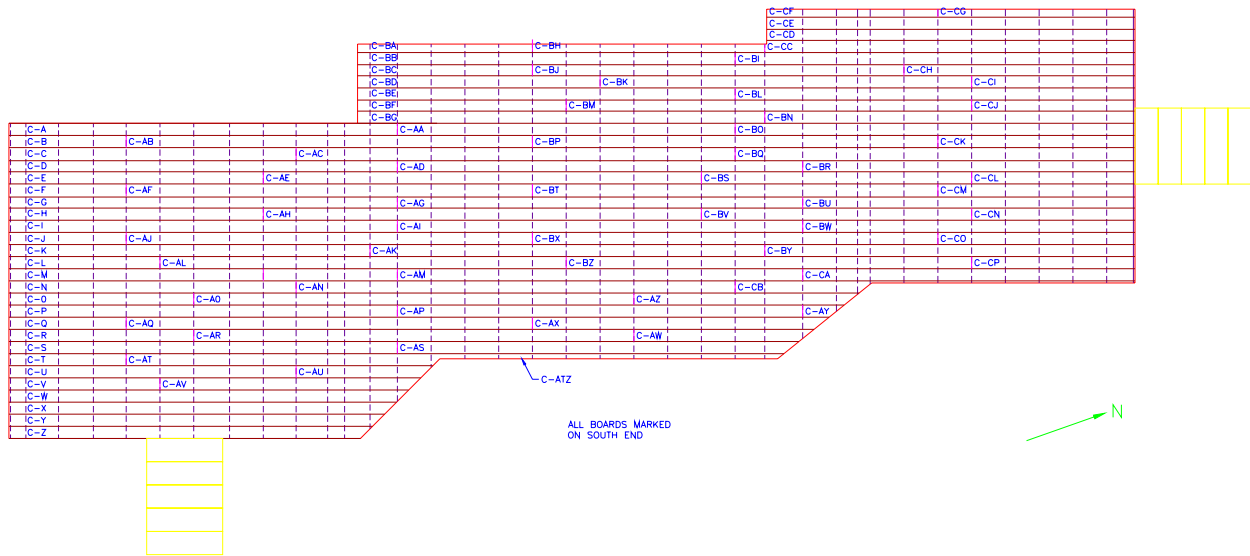 C-CF C-CG
C-CE
C-CD
C-BA C-BH C-CC
C-BB C-BI
C-BC C-BJ C-CH
C-BD C-BK C-CI
C-BE C-BL
C-BF C-BM C-CJ
C-BG C-BN
C-A C-AA C-BO
C-B C-AB C-BP C-CK
C-C C-AC C-BQ
C-D C-AD C-BR
C-E C-AE C-BS C-CL
C-F C-AF C-BT C-CM
C-G C-AG C-BU
C-H C-AH C-BV C-CN
C-I C-AI C-BW
C-J C-AJ C-BX C-CO
C-K C-AK C-BY
C-L C-AL C-BZ C-CP
C-M C-AM C-CA
C-N C-AN C-CB
C-O C-AO C-AZ
C-P C-AP C-AY
C-Q C-AQ C-AX
C-R C-AR C-AW
C-S C-AS
C-T C-AT
C-U C-AU
C-V C-AV
C-W
C-X
C-Y
C-Z
C-ATZ
ALL BOARDS MARKED
ON SOUTH END
N